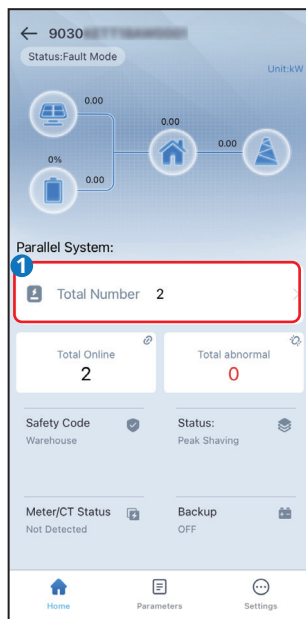 9030
Status:Fault Mode
Unit:kW
0.00
0.00
0.00
0%
0.00
Parallel System:
1
Total Number 2
Total Online
2
Total abnormal
0
Safety Code
Warehouse
Status:
Peak Shaving
Meter/CT Status
Not Detected
Backup
OFF
Home
Parameters
Settings